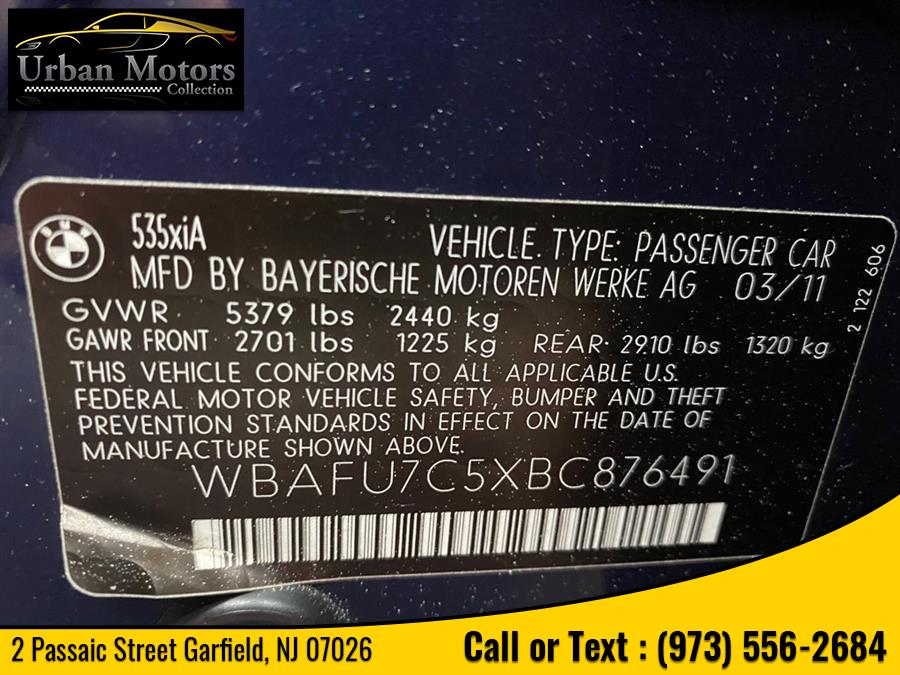 Urban Motors
Collection
535xiA
VEHICLE TYPE: PASSENGER CAR
MFD BY BAYERISCHE MOTOREN WERKE AG 03/11
GVWR 5379 lbs 2440 kg
GAWR FRONT 2701 lbs 1225 kg REAR: 2910 lbs 1320 kg
THIS VEHICLE CONFORMS TO ALL APPLICABLE U.S.
FEDERAL MOTOR VEHICLE SAFETY, BUMPER AND THEFT
PREVENTION STANDARDS IN EFFECT ON THE DATE OF
MANUFACTURE SHOWN ABOVE.
WBAFU7C5XBC876491
2 122 606
BMW
2 Passaic Street Garfield, NJ 07026
Call or Text : (973) 556-2684